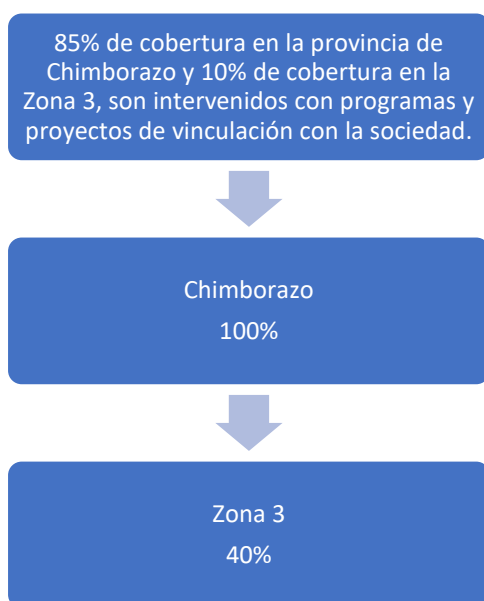 85% de cobertura en la provincia de
Chimborazo y 10% de cobertura en la
Zona 3, son intervenidos con programas y
proyectos de vinculación con la sociedad.
Chimborazo
100%
Zona 3
40%